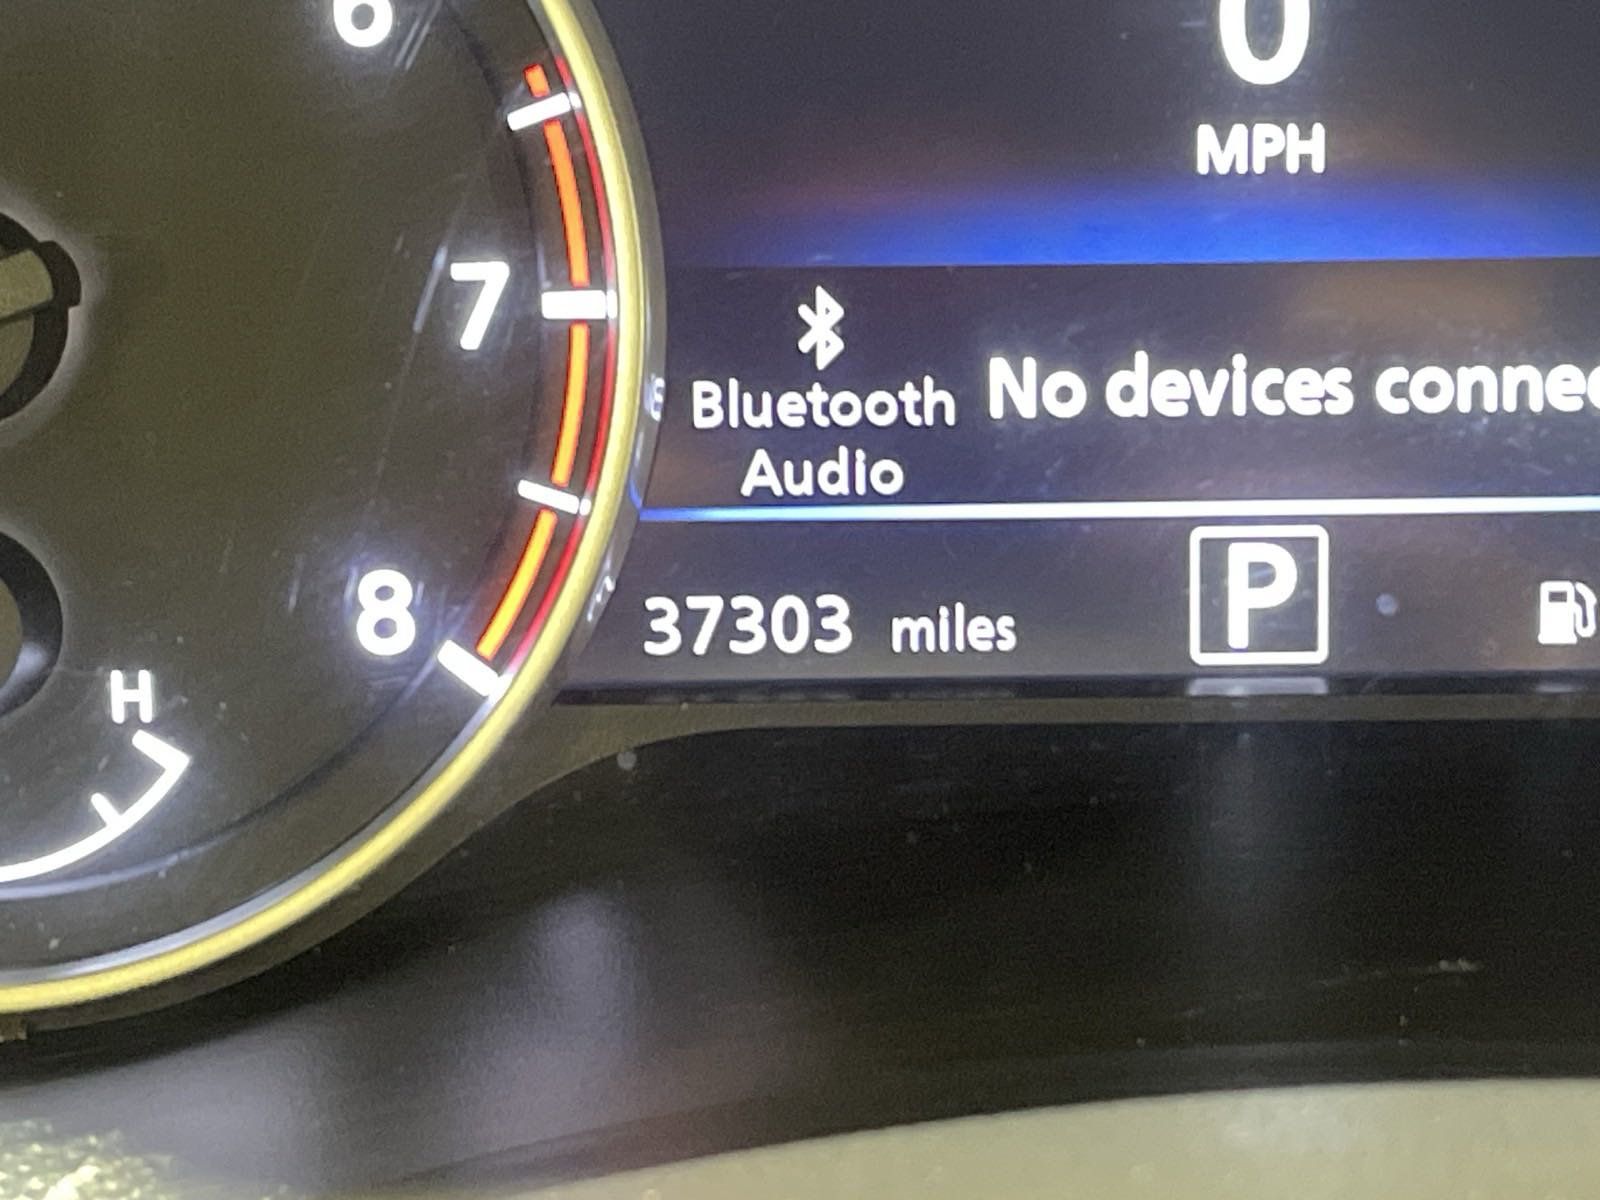 6
0
MPH
7
Bluetooth
Audio
No devices connec
8
37303 miles
P
H